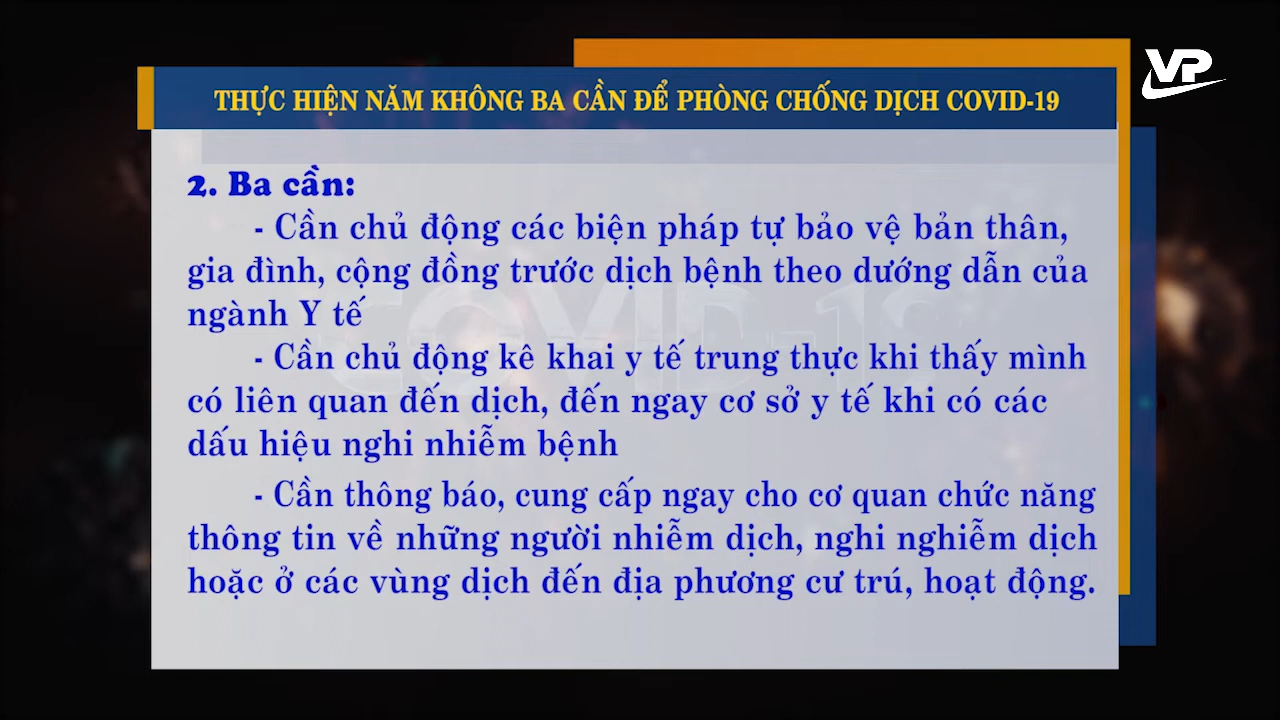 VP
THỰC HIỆN NĂM KHÔNG BA CẦN ĐỂ PHÒNG CHỐNG DỊCH COVID-19
2. Ba cần:
- Cần chủ động các biện pháp tự bảo vệ bản thân,
gia đình, cộng đồng trước dịch bệnh theo dướng dẫn của
ngành Y tế
- Cần chủ động kê khai y tế trung thực khi thấy mình
có liên quan đến dịch, đến ngay cơ sở y tế khi có các
dấu hiệu nghi nhiễm bệnh
- Cần thông báo, cung cấp ngay cho cơ quan chức năng
thông tin về những người nhiễm dịch, nghi nghiễm dịch
hoặc ở các vùng dịch đến địa phương cư trú, hoạt động.
COVID-19